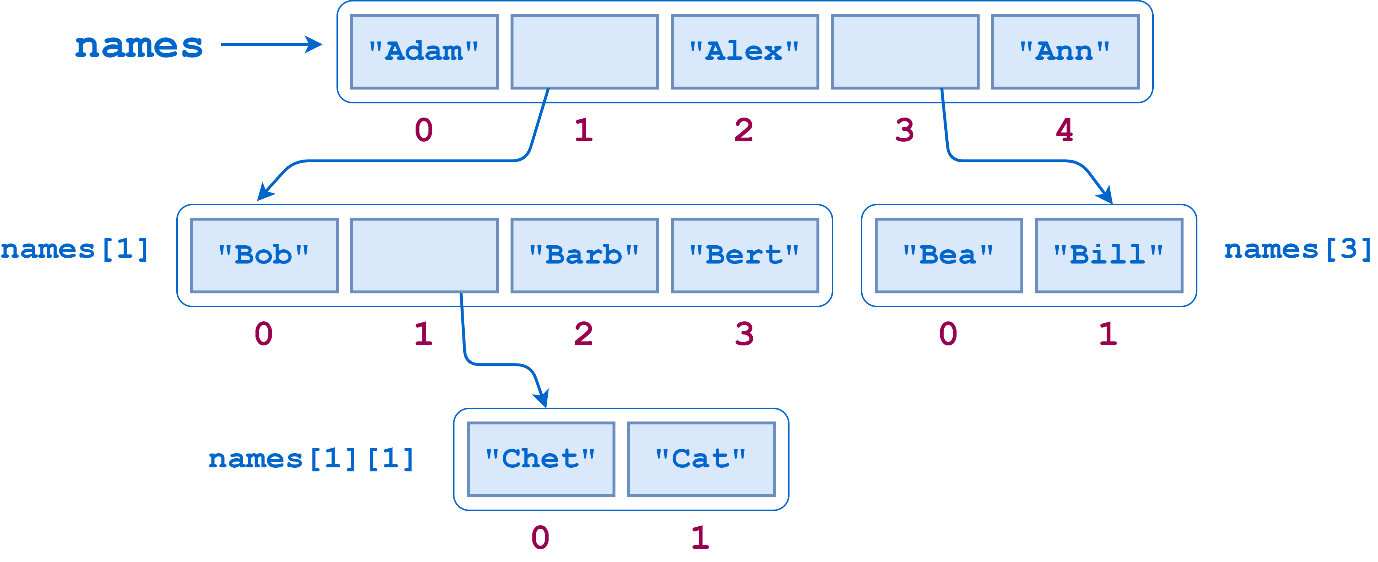 names "Adam" "Alex" "Ann"
0 1 2 3 4
names[1] "Bob" "Barb" "Bert" "Bea" "Bill" names[3]
0 1 2 3 0 1
names[1][1] "Chet" "Cat"
0 1